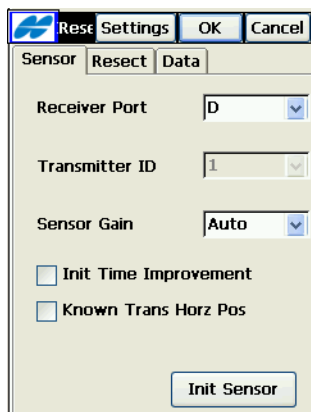 Rese Settings OK Cancel
Sensor Resect Data
Receiver Port D
Transmitter ID 1
Sensor Gain Auto
Init Time Improvement
Known Trans Horz Pos
Init Sensor